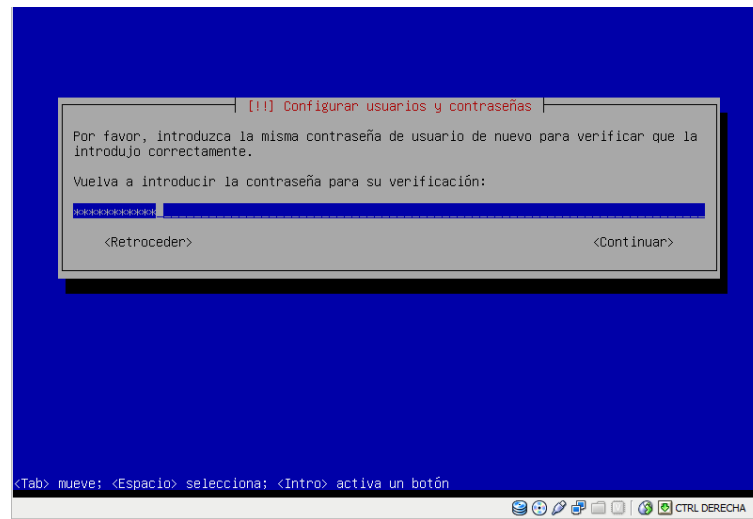 [!!] Configurar usuarios y contraseñas
Por favor, introduzca la misma contraseña de usuario de nuevo para verificar que la
introdujo correctamente.
Vuelva a introducir la contraseña para su verificación:
***********
<Retroceder> <Continuar>
<Tab> mueve; <Espacio> selecciona; <Intro> activa un botón
CTRL DERECHA